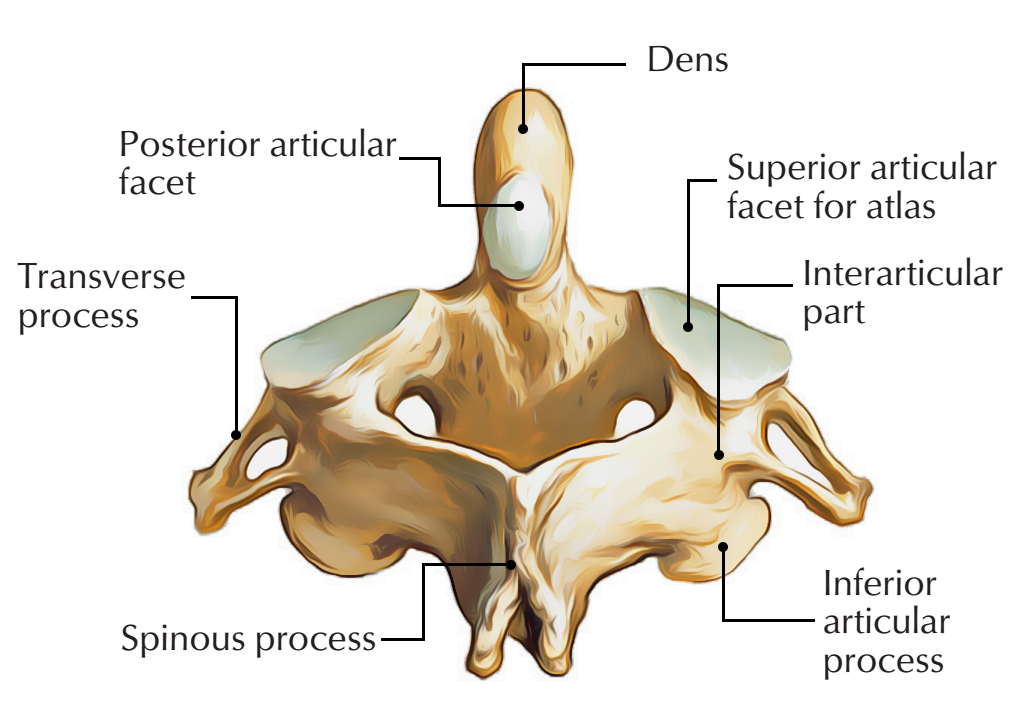 Dens
Posterior articular
facet
Superior articular
facet for atlas
Transverse
process
Interarticular
part
Spinous process
Inferior
articular
process